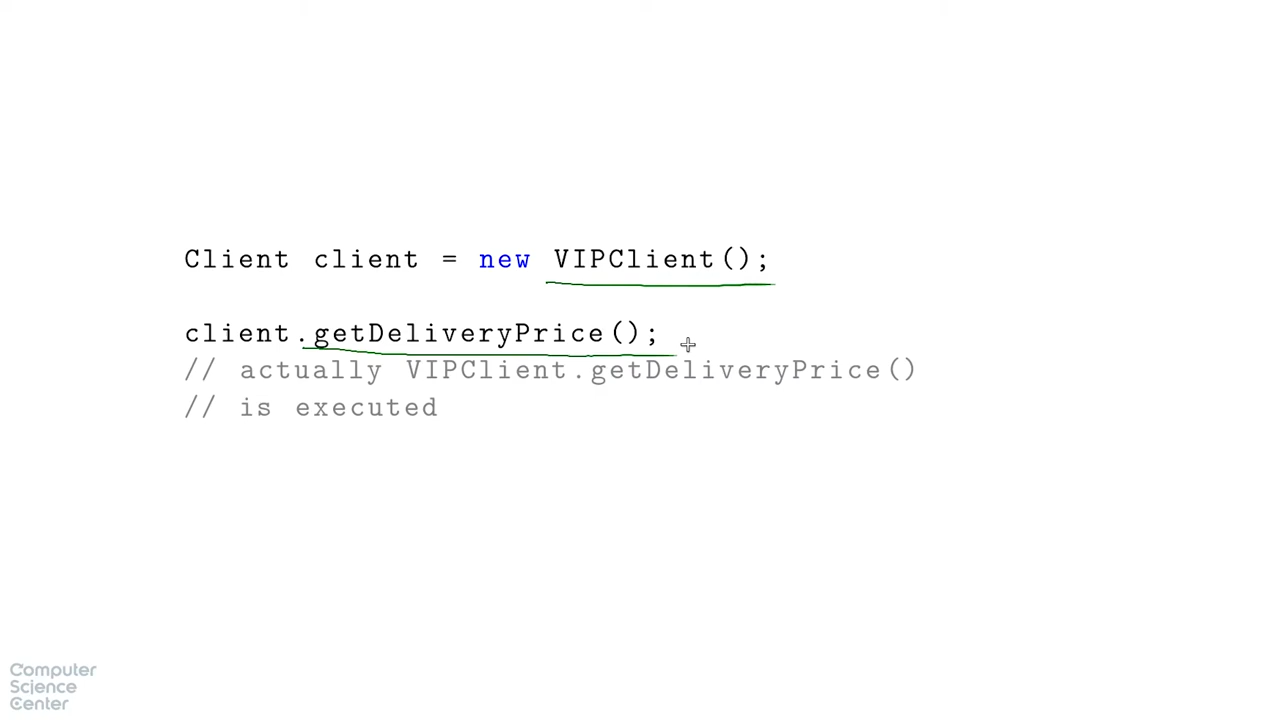 Client client = new VIPClient();
client.getDeliveryPrice();
// actually VIPClient.getDeliveryPrice()
// is executed
Computer
Science
Center